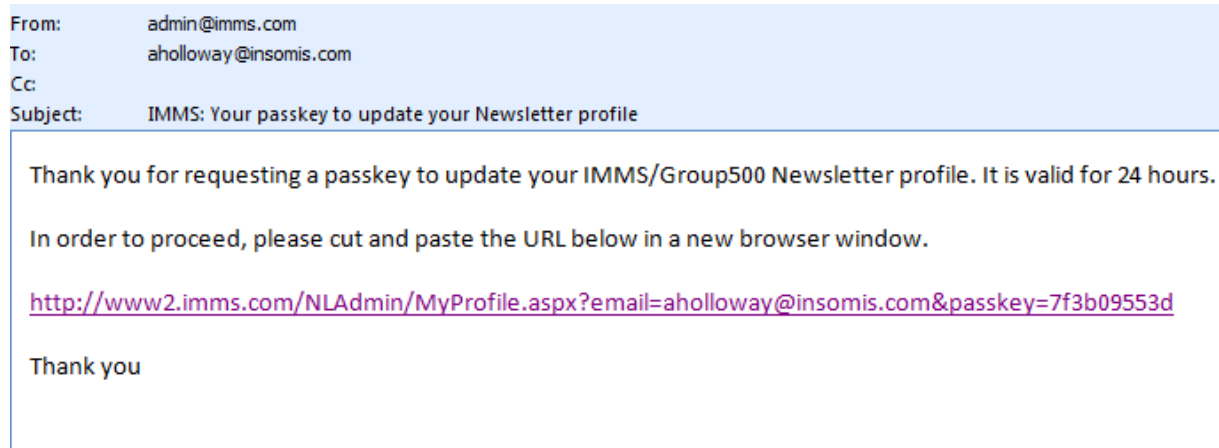 From: admin@imms.com
To: aholloway@insomis.com
Cc:
Subject: IMMS: Your passkey to update your Newsletter profile
Thank you for requesting a passkey to update your IMMS/Group500 Newsletter profile. It is valid for 24 hours.
In order to proceed, please cut and paste the URL below in a new browser window.
http://www2.imms.com/NLAdmin/MyProfile.aspx?email=aholloway@insomis.com&passkey=7f3b09553d
Thank you